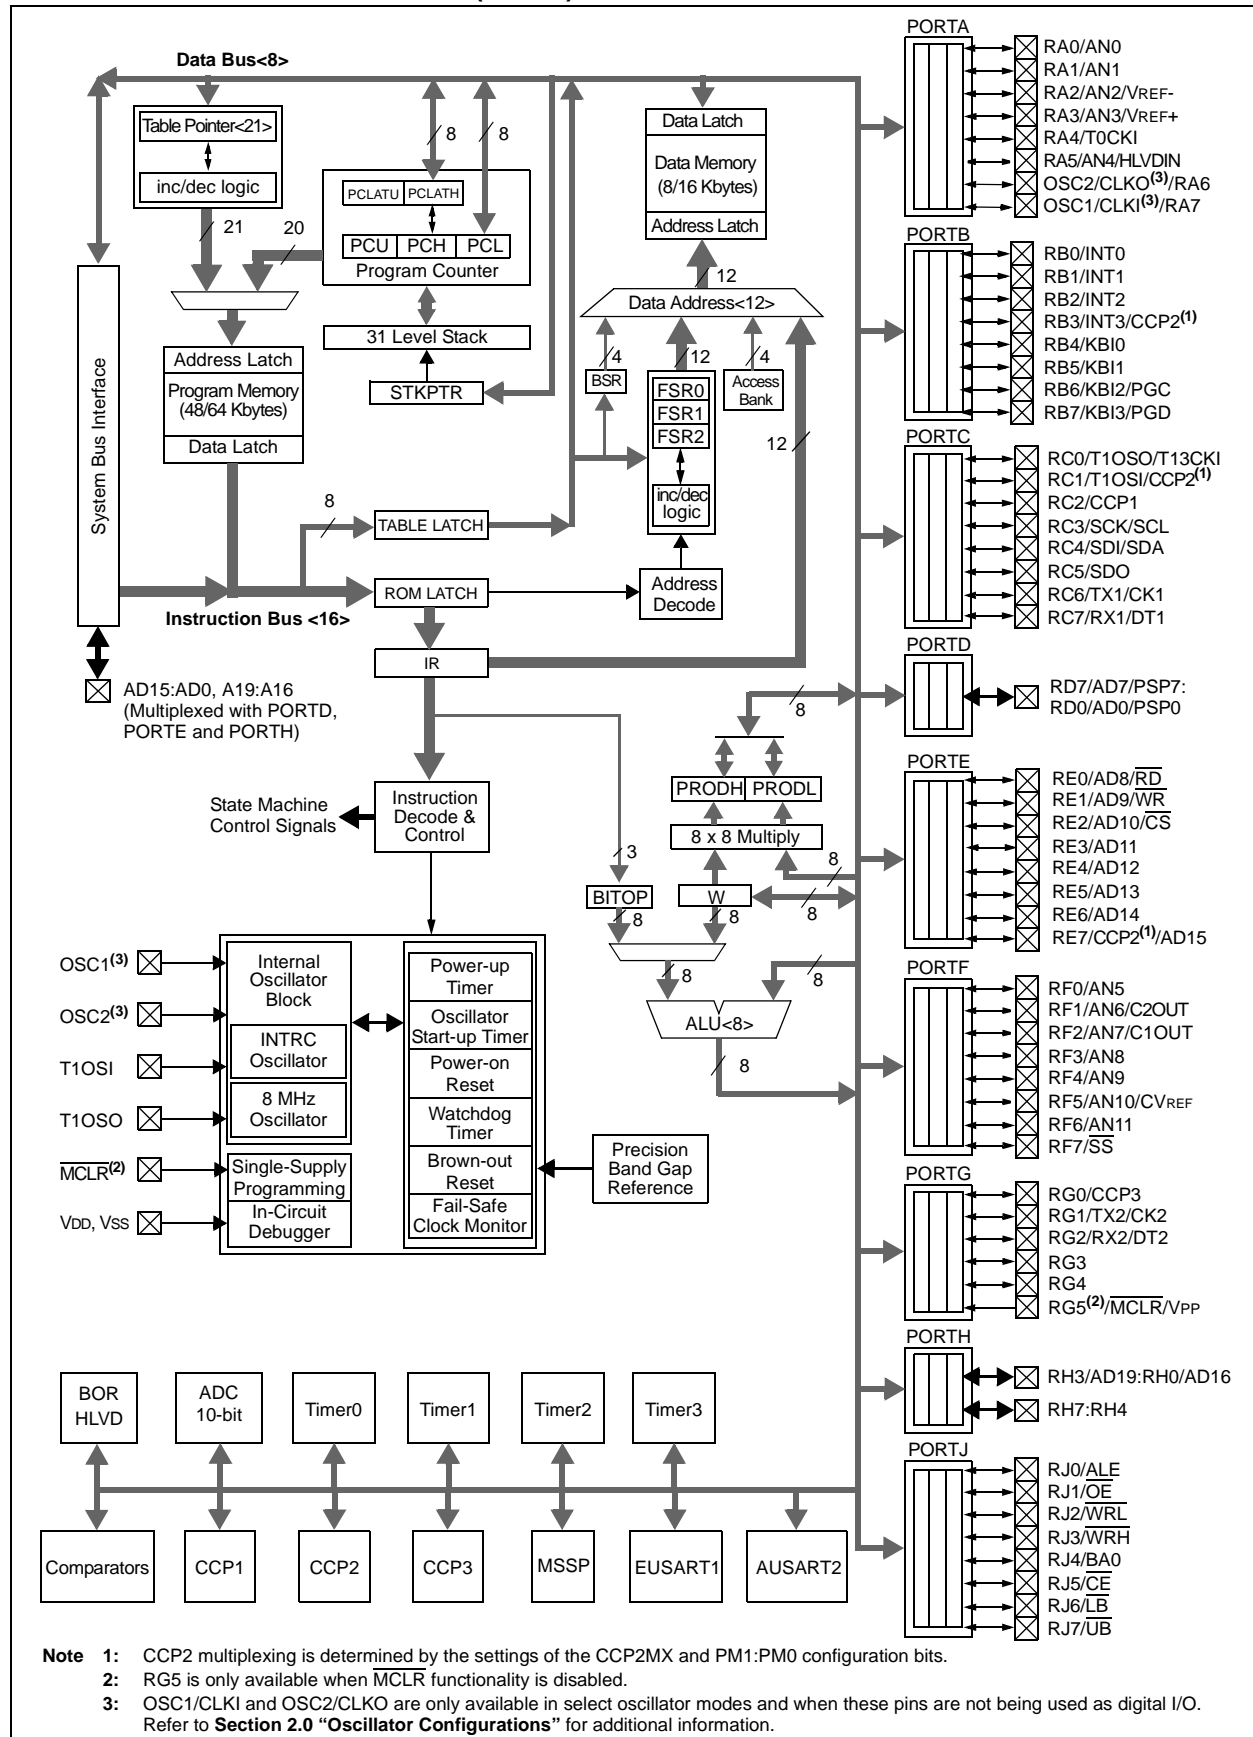 Data Bus<8>
Table Pointer<21>
inc/dec logic
21
20
8
8
PCLATU PCLATH
PCU PCH PCL
Program Counter
31 Level Stack
STKPTR
Data Latch
Data Memory
(8/16 Kbytes)
Address Latch
12
Data Address<12>
4
12
4
BSR
FSR0
FSR1
FSR2
inc/dec
logic
Access
Bank
12
Address Latch
Program Memory
(48/64 Kbytes)
Data Latch
System Bus Interface
8
TABLE LATCH
ROM LATCH
Address
Decode
Instruction Bus <16>
IR
AD15:AD0, A19:A16
(Multiplexed with PORTD,
PORTE and PORTH)
8
PRODH PRODL
8 x 8 Multiply
8
3
BITOP
W
8
8
8
8
8
ALU<8>
8
State Machine
Control Signals
Instruction
Decode &
Control
OSC1(3)
OSC2(3)
T1OSI
T1OSO
MCLR(2)
VDD, VSS
Internal
Oscillator
Block
INTRC
Oscillator
8 MHz
Oscillator
Single-Supply
Programming
In-Circuit
Debugger
Power-up
Timer
Oscillator
Start-up Timer
Power-on
Reset
Watchdog
Timer
Brown-out
Reset
Fail-Safe
Clock Monitor
Precision
Band Gap
Reference
BOR
HLVD
ADC
10-bit
Timer0
Timer1
Timer2
Timer3
Comparators
CCP1
CCP2
CCP3
MSSP
EUSART1
AUSART2
PORTA
RA0/AN0
RA1/AN1
RA2/AN2/VREF-
RA3/AN3/VREF+
RA4/T0CKI
RA5/AN4/HLVDIN
OSC2/CLKO(3)/RA6
OSC1/CLKI(3)/RA7
PORTB
RB0/INT0
RB1/INT1
RB2/INT2
RB3/INT3/CCP2(1)
RB4/KBI0
RB5/KBI1
RB6/KBI2/PGC
RB7/KBI3/PGD
PORTC
RC0/T1OSO/T13CKI
RC1/T1OSI/CCP2(1)
RC2/CCP1
RC3/SCK/SCL
RC4/SDI/SDA
RC5/SDO
RC6/TX1/CK1
RC7/RX1/DT1
PORTD
RD7/AD7/PSP7:
RD0/AD0/PSP0
PORTE
RE0/AD8/RD
RE1/AD9/WR
RE2/AD10/CS
RE3/AD11
RE4/AD12
RE5/AD13
RE6/AD14
RE7/CCP2(1)/AD15
PORTF
RF0/AN5
RF1/AN6/C2OUT
RF2/AN7/C1OUT
RF3/AN8
RF4/AN9
RF5/AN10/CVREF
RF6/AN11
RF7/SS
PORTG
RG0/CCP3
RG1/TX2/CK2
RG2/RX2/DT2
RG3
RG4
RG5(2)/MCLR/VPP
PORTH
RH3/AD19:RH0/AD16
RH7:RH4
PORTJ
RJ0/ALE
RJ1/OE
RJ2/WRL
RJ3/WRH
RJ4/BA0
RJ5/CE
RJ6/LB
RJ7/UB
Note 1: CCP2 multiplexing is determined by the settings of the CCP2MX and PM1:PM0 configuration bits.
2: RG5 is only available when MCLR functionality is disabled.
3: OSC1/CLKI and OSC2/CLKO are only available in select oscillator modes and when these pins are not being used as digital I/O.
Refer to Section 2.0 “Oscillator Configurations” for additional information.